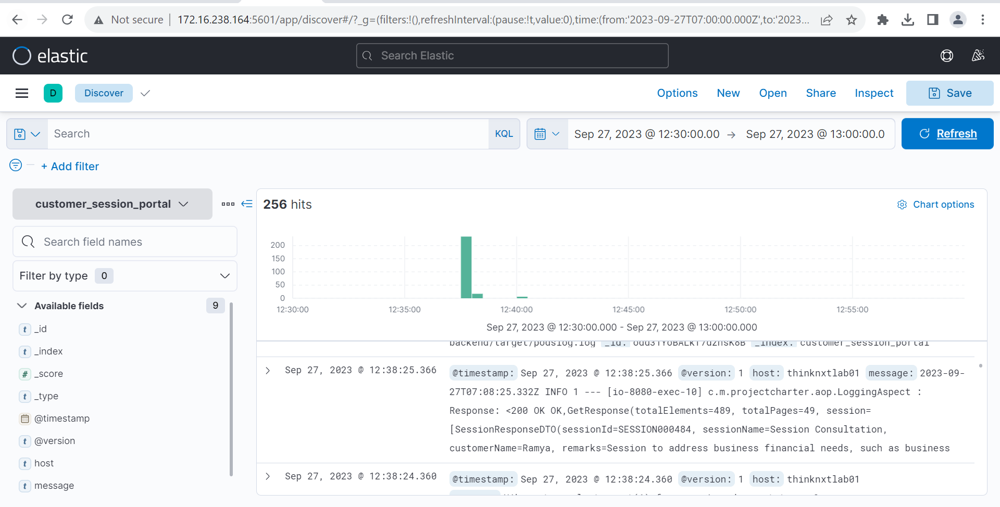 Not secure 172.16.238.164:5601/app/discover#/?_g=(filters:!(),refreshInterval:(pause:!t,value:0),time:(from:'2023-09-27T07:00:00.000Z',to:'2023...
elastic
Search Elastic
D
Discover
Options New Open Share Inspect Save
Search
KQL
Sep 27, 2023 @ 12:30:00.00 → Sep 27, 2023 @ 13:00:00.0
Refresh
+ Add filter
customer_session_portal
Search field names
Filter by type 0
Available fields 9
t _id
t _index
# _score
t _type
@timestamp
t @version
t host
t message
256 hits
Chart options
200
150
100
50
0
12:30:00 12:35:00 12:40:00 12:45:00 12:50:00 12:55:00
Sep 27, 2023 @ 12:30:00.000 - Sep 27, 2023 @ 13:00:00.000
backend/target/podslog.log _id: _index: customer_session_portal
Sep 27, 2023 @ 12:38:25.366
@timestamp: Sep 27, 2023 @ 12:38:25.366 @version: 1 host: thinknxtlab01 message: 2023-09-
27T07:08:25.332Z INFO 1 --- [io-8080-exec-10] c.m.projectcharter.aop.LoggingAspect :
Response: <200 OK OK,GetResponse(totalElements=489, totalPages=49, session=
[SessionResponseDTO(sessionId=SESSION000484, sessionName=Session Consultation,
customerName=Ramya, remarks=Session to address business financial needs, such as business
Sep 27, 2023 @ 12:38:24.360
@timestamp: Sep 27, 2023 @ 12:38:24.360 @version: 1 host: thinknxtlab01